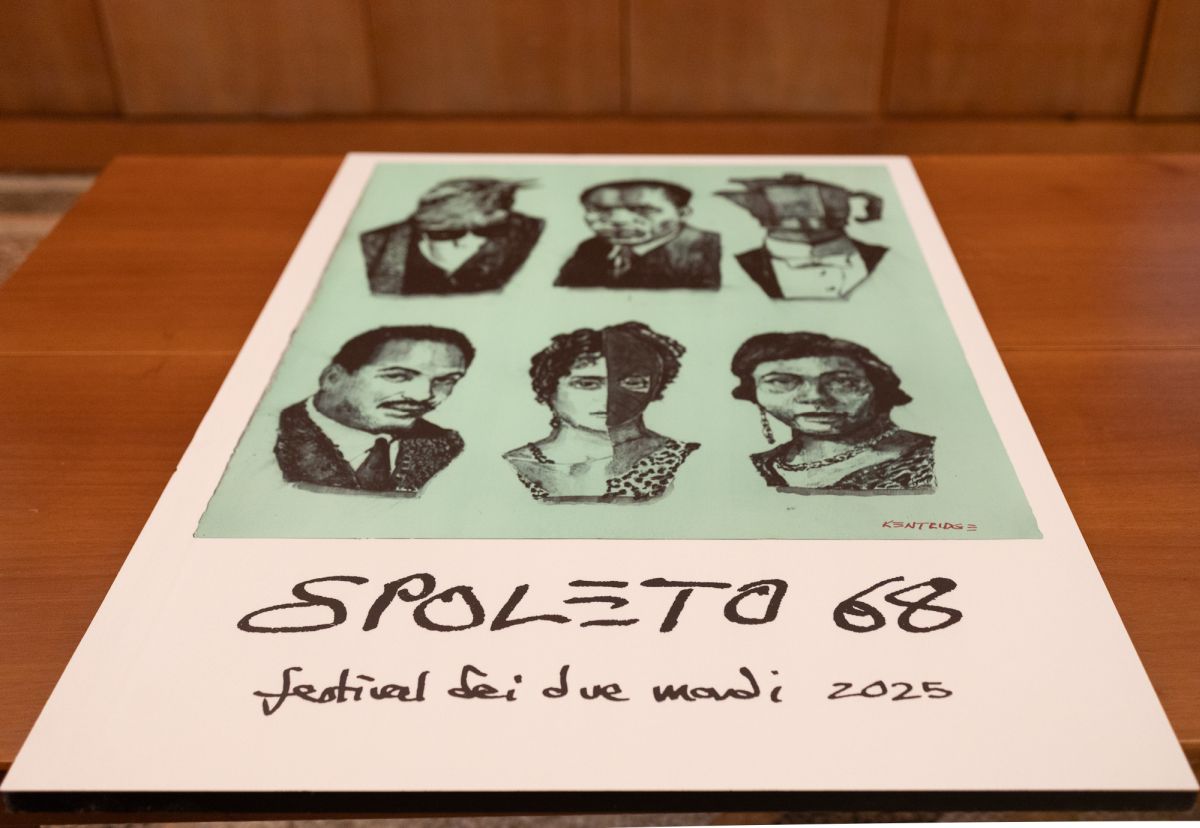 KENTRIDGE
SPOLETO 68
festival dei due mondi 2025